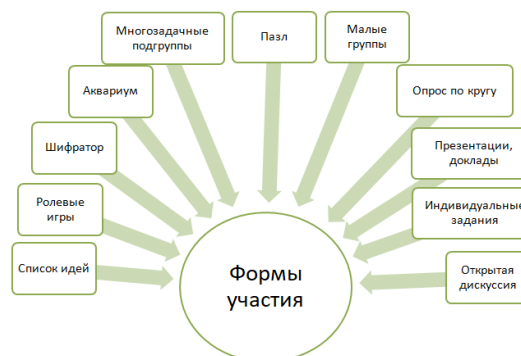 Многозадачные
подгруппы
Пазл
Малые
группы
Аквариум
Опрос по кругу
Шифратор
Презентации,
доклады
Ролевые
игры
Индивидуальные
задания
Список идей
Открытая
дискуссия
Формы
участия